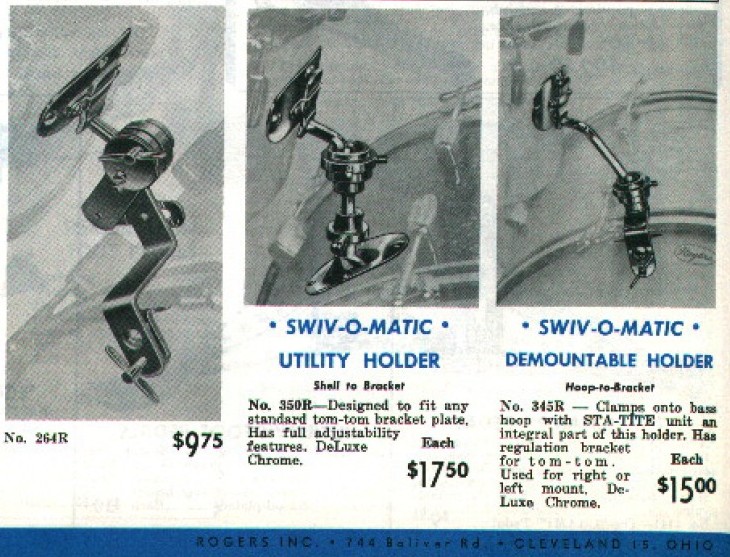 No. 264R
$9.75
• SWIV-O-MATIC •
UTILITY HOLDER
Shell to Bracket
No. 350R—Designed to fit any
standard tom-tom bracket plate.
Has full adjustability
features. DeLuxe
Chrome.
Each
$17.50
• SWIV-O-MATIC •
DEMOUNTABLE HOLDER
Hoop-to-Bracket
No. 345R — Clamps onto bass
hoop with STA-TITE unit an
integral part of this holder. Has
regulation bracket
for tom-tom.
Used for right or
left mount. De-
Luxe Chrome.
Each
$15.00
Rogers
ROGERS INC. • 744 Bolivar Rd. • CLEVELAND 15, OHIO